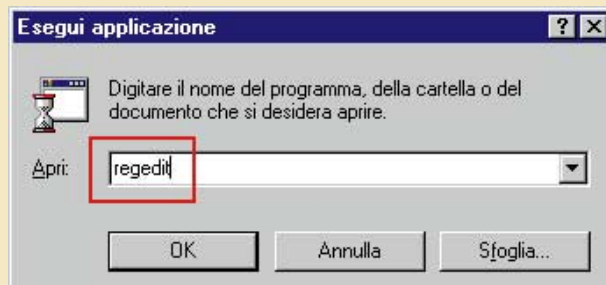 Esegui applicazione
Digitare il nome del programma, della cartella o del
documento che si desidera aprire.
Apri: regedit
OK Annulla Sfoglia...